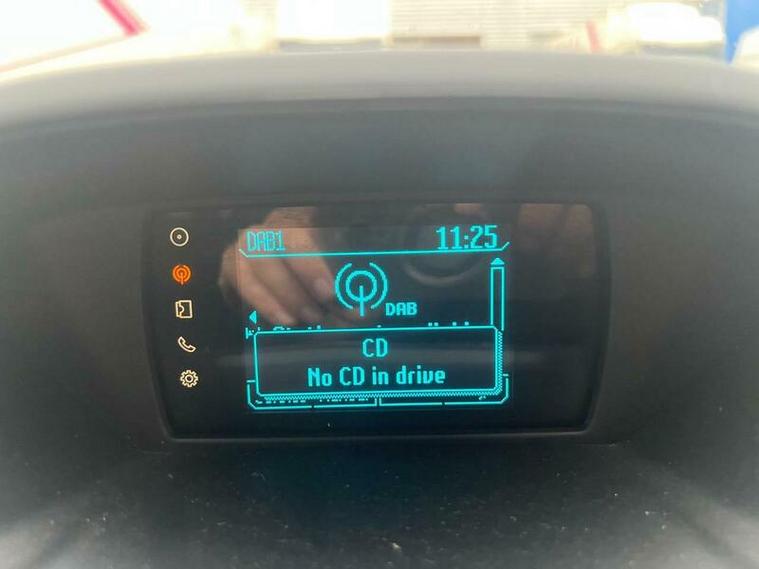 DAB1 11:25
DAB
CD
No CD in drive